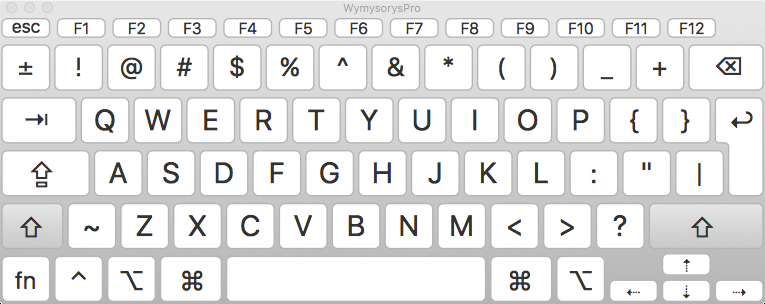 WymysorysPro
esc F1 F2 F3 F4 F5 F6 F7 F8 F9 F10 F11 F12
± ! @ # $ % ^ & * ( ) _ + ⌫
⇥ Q W E R T Y U I O P { } ↩
⇪ A S D F G H J K L : " |
⇧ ~ Z X C V B N M < > ? ⇧
fn ^ ⌥ ⌘ ⌘ ⌥ ⇠ ⇡ ⇣ ⇢